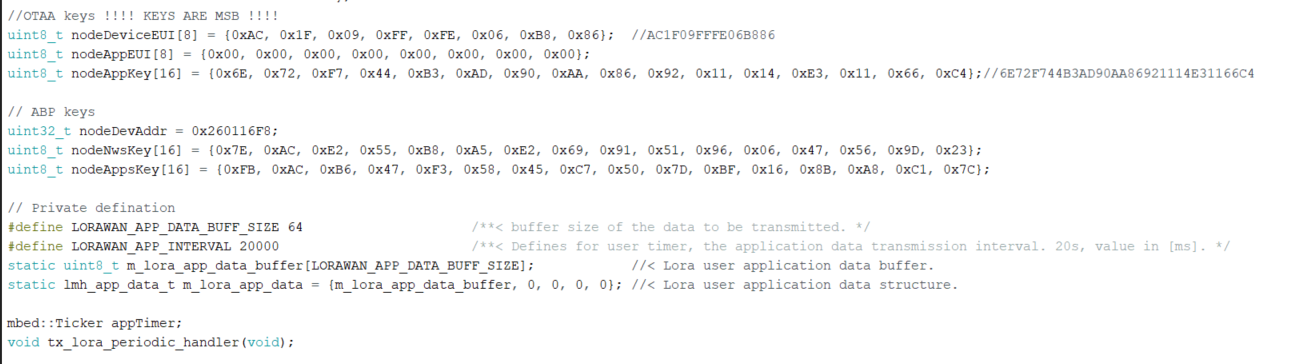 //OTAA keys !!!! KEYS ARE MSB !!!!
uint8_t nodeDeviceEUI[8] = {0xAC, 0x1F, 0x09, 0xFF, 0xFE, 0x06, 0xB8, 0x86};  //AC1F09FFFE06B886
uint8_t nodeAppEUI[8] = {0x00, 0x00, 0x00, 0x00, 0x00, 0x00, 0x00, 0x00};
uint8_t nodeAppKey[16] = {0x6E, 0x72, 0xF7, 0x44, 0xB3, 0xAD, 0x90, 0xAA, 0x86, 0x92, 0x11, 0x14, 0xE3, 0x11, 0x66, 0xC4};//6E72F744B3AD90AA86921114E31166C4
// ABP keys
uint32_t nodeDevAddr = 0x260116F8;
uint8_t nodeNwsKey[16] = {0x7E, 0xAC, 0xE2, 0x55, 0xB8, 0xA5, 0xE2, 0x69, 0x91, 0x51, 0x96, 0x06, 0x47, 0x56, 0x9D, 0x23};
uint8_t nodeAppsKey[16] = {0xFB, 0xAC, 0xB6, 0x47, 0xF3, 0x58, 0x45, 0xC7, 0x50, 0x7D, 0xBF, 0x16, 0x8B, 0xA8, 0xC1, 0x7C};
// Private defination
#define LORAWAN_APP_DATA_BUFF_SIZE 64 /**< buffer size of the data to be transmitted. */
#define LORAWAN_APP_INTERVAL 20000 /**< Defines for user timer, the application data transmission interval. 20s, value in [ms]. */
static uint8_t m_lora_app_data_buffer[LORAWAN_APP_DATA_BUFF_SIZE]; //< Lora user application data buffer.
static lmh_app_data_t m_lora_app_data = {m_lora_app_data_buffer, 0, 0, 0, 0}; //< Lora user application data structure.
mbed::Ticker appTimer;
void tx_lora_periodic_handler(void);